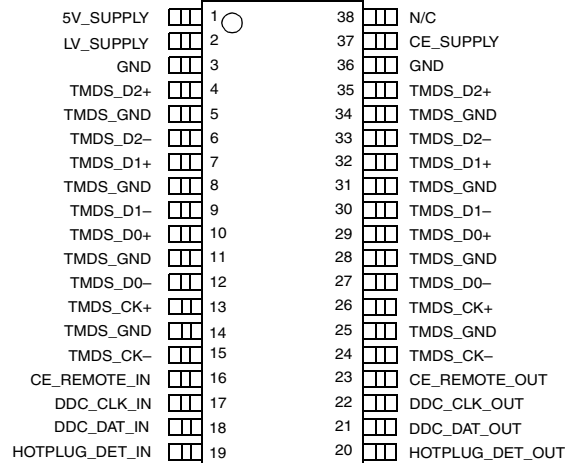 5V_SUPPLY 1 38 N/C
LV_SUPPLY 2 37 CE_SUPPLY
GND 3 36 GND
TMDS_D2+ 4 35 TMDS_D2+
TMDS_GND 5 34 TMDS_GND
TMDS_D2– 6 33 TMDS_D2–
TMDS_D1+ 7 32 TMDS_D1+
TMDS_GND 8 31 TMDS_GND
TMDS_D1– 9 30 TMDS_D1–
TMDS_D0+ 10 29 TMDS_D0+
TMDS_GND 11 28 TMDS_GND
TMDS_D0– 12 27 TMDS_D0–
TMDS_CK+ 13 26 TMDS_CK+
TMDS_GND 14 25 TMDS_GND
TMDS_CK– 15 24 TMDS_CK–
CE_REMOTE_IN 16 23 CE_REMOTE_OUT
DDC_CLK_IN 17 22 DDC_CLK_OUT
DDC_DAT_IN 18 21 DDC_DAT_OUT
HOTPLUG_DET_IN 19 20 HOTPLUG_DET_OUT